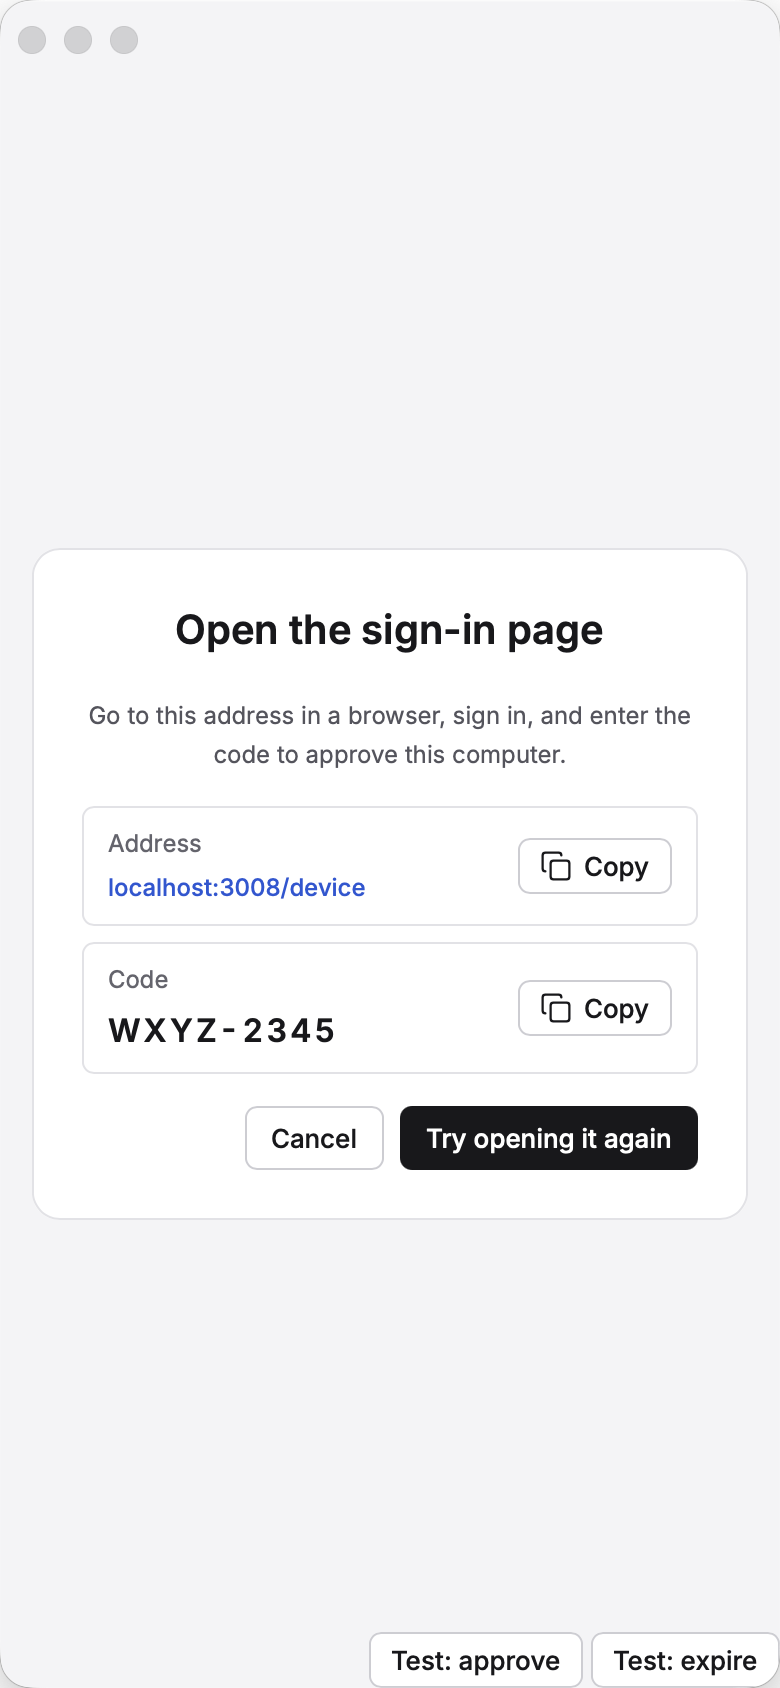 Open the sign-in page
Go to this address in a browser, sign in, and enter the
code to approve this computer.
Address
localhost:3008/device
Copy
Code
WXYZ-2345
Copy
Cancel
Try opening it again
Test: approve
Test: expire